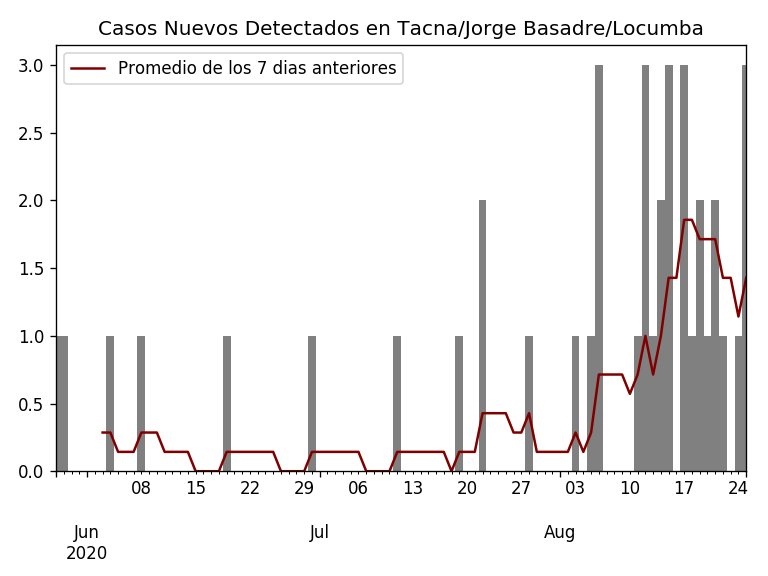 Casos Nuevos Detectados en Tacna/Jorge Basadre/Locumba
Promedio de los 7 dias anteriores
3.0
2.5
2.0
1.5
1.0
0.5
0.0
08 15 22 29 06 13 20 27 03 10 17 24
Jun Jul Aug
2020